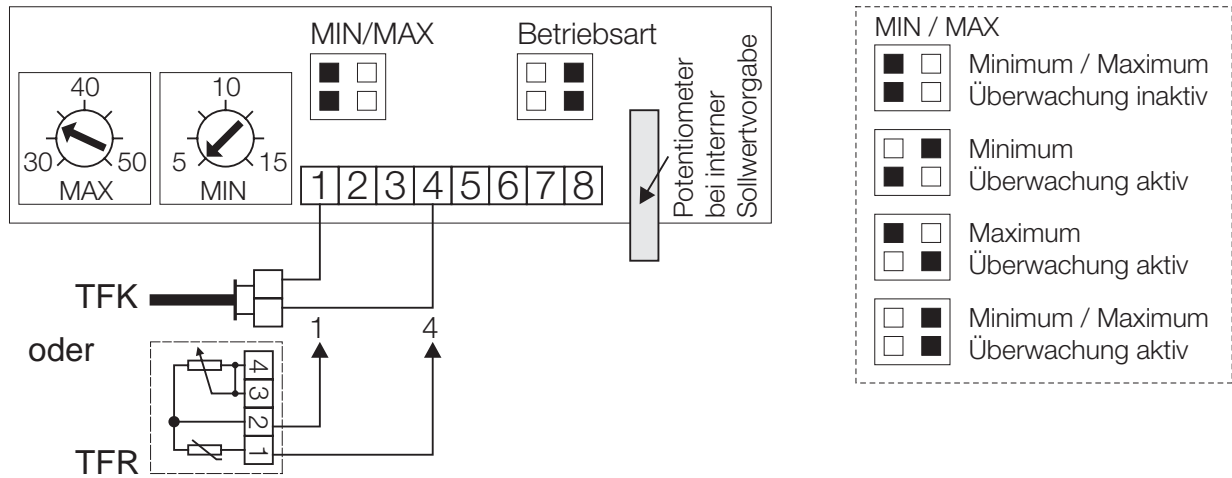 MIN/MAX
Betriebsart
40
30
50
MAX
10
5
15
MIN
1 2 3 4 5 6 7 8
Potentiometer
bei interner
Sollwertvorgabe
TFK
oder
1
4
4
3
2
1
TFR
MIN / MAX
Minimum / Maximum
Überwachung inaktiv
Minimum
Überwachung aktiv
Maximum
Überwachung aktiv
Minimum / Maximum
Überwachung aktiv